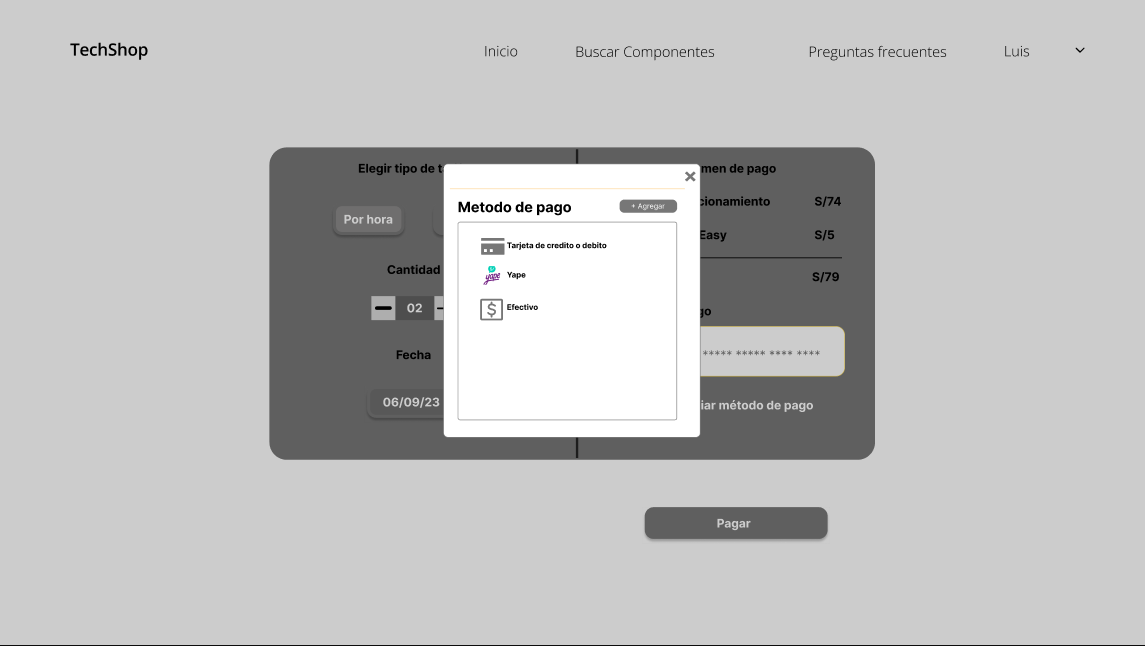 TechShop
Inicio
Buscar Componentes
Preguntas frecuentes
Luis
Elegir tipo de
men de pago
Por hora
cionamiento S/74
Easy S/5
S/79
Cantidad
02
go
Fecha
***** ***** **** ****
06/09/23
iar método de pago
Metodo de pago
+ Agregar
Tarjeta de credito o debito
yape
Yape
$
Efectivo
Pagar